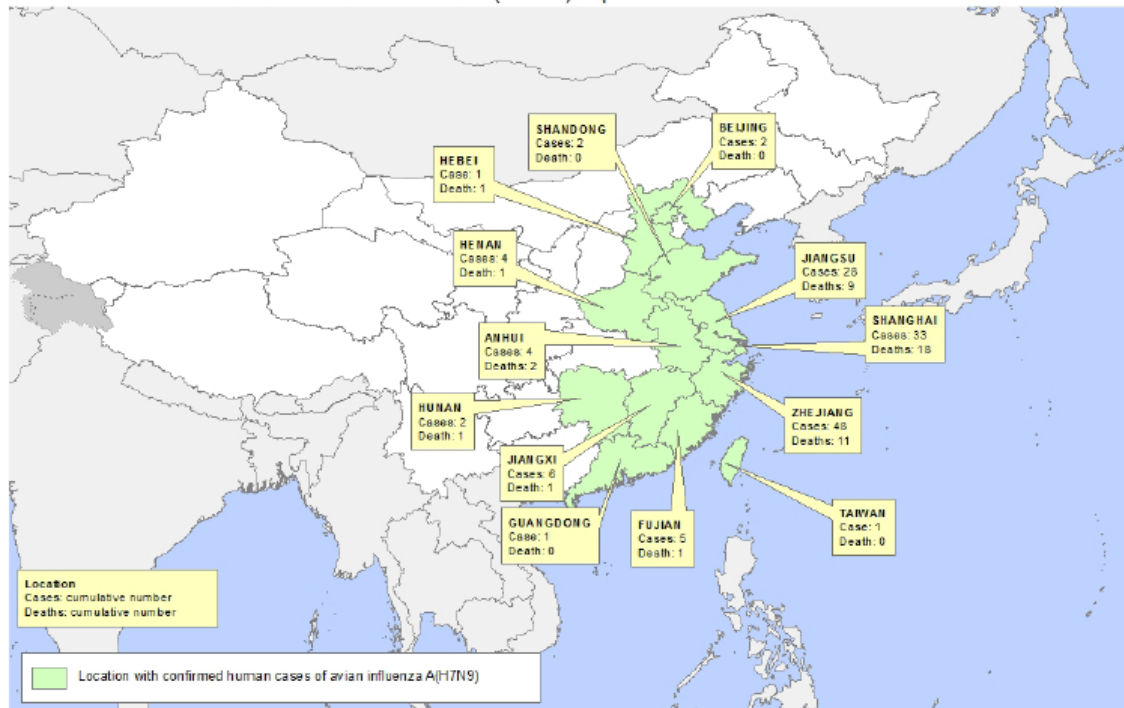 SHANDONG
Cases: 2
Death: 0
BEIJING
Cases: 2
Death: 0
HEBEI
Case: 1
Death: 1
HENAN
Cases: 4
Death: 1
JIANGSU
Cases: 28
Deaths: 9
SHANGHAI
Cases: 33
Deaths: 18
ANHUI
Cases: 4
Deaths: 2
HUNAN
Cases: 2
Death: 1
ZHEJIANG
Cases: 46
Deaths: 11
JIANGXI
Cases: 6
Death: 1
GUANGDONG
Case: 1
Death: 0
FUJIAN
Cases: 5
Death: 1
TAIWAN
Case: 1
Death: 0
Location
Cases: cumulative number
Deaths: cumulative number
Location with confirmed human cases of avian influenza A(H7N9)